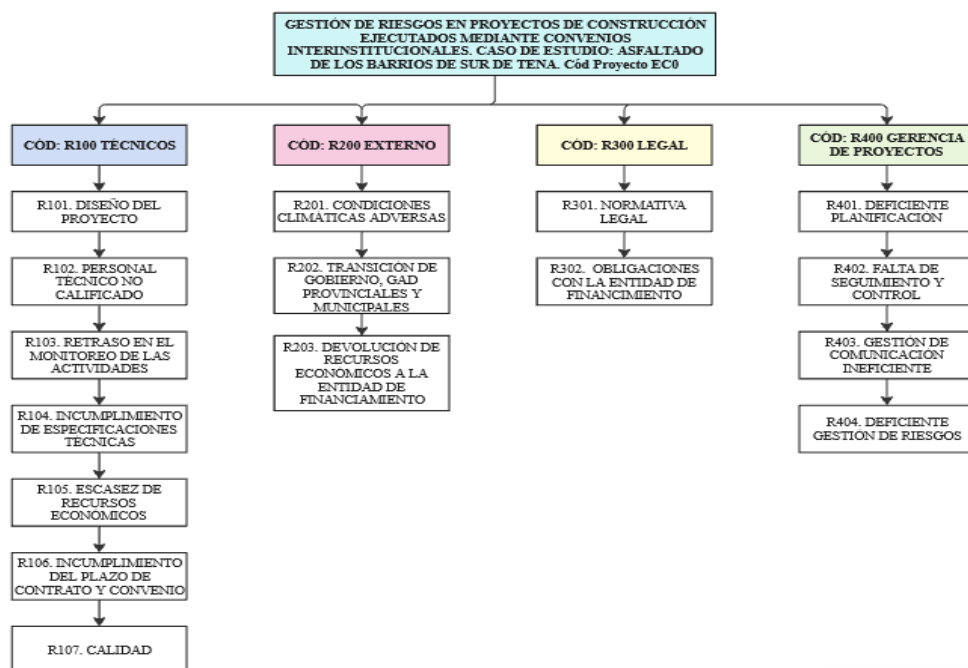 GESTIÓN DE RIESGOS EN PROYECTOS DE CONSTRUCCIÓN
EJECUTADOS MEDIANTE CONVENIOS
INTERINSTITUCIONALES. CASO DE ESTUDIO: ASFALTADO
DE LOS BARRIOS DE SUR DE TENA. Cód Proyecto EC0
CÓD: R100 TÉCNICOS
R101. DISEÑO DEL
PROYECTO
R102. PERSONAL
TÉCNICO NO
CALIFICADO
R103. RETRASO EN EL
MONITOREO DE LAS
ACTIVIDADES
R104. INCUMPLIMIENTO
DE ESPECIFICACIONES
TÉCNICAS
R105. ESCASEZ DE
RECURSOS
ECONÓMICOS
R106. INCUMPLIMIENTO
DEL PLAZO DE
CONTRATO Y CONVENIO
R107. CALIDAD
CÓD: R200 EXTERNO
R201. CONDICIONES
CLIMÁTICAS ADVERSAS
R202. TRANSICIÓN DE
GOBIERNO, GAD
PROVINCIALES Y
MUNICIPALES
R203. DEVOLUCIÓN DE
RECURSOS
ECONÓMICOS A LA
ENTIDAD DE
FINANCIAMIENTO
CÓD: R300 LEGAL
R301. NORMATIVA
LEGAL
R302. OBLIGACIONES
CON LA ENTIDAD DE
FINANCIMIENTO
CÓD: R400 GERENCIA
DE PROYECTOS
R401. DEFICIENTE
PLANIFICACIÓN
R402. FALTA DE
SEGUIMIENTO Y
CONTROL
R403. GESTIÓN DE
COMUNICACIÓN
INEFICIENTE
R404. DEFICIENTE
GESTIÓN DE RIESGOS